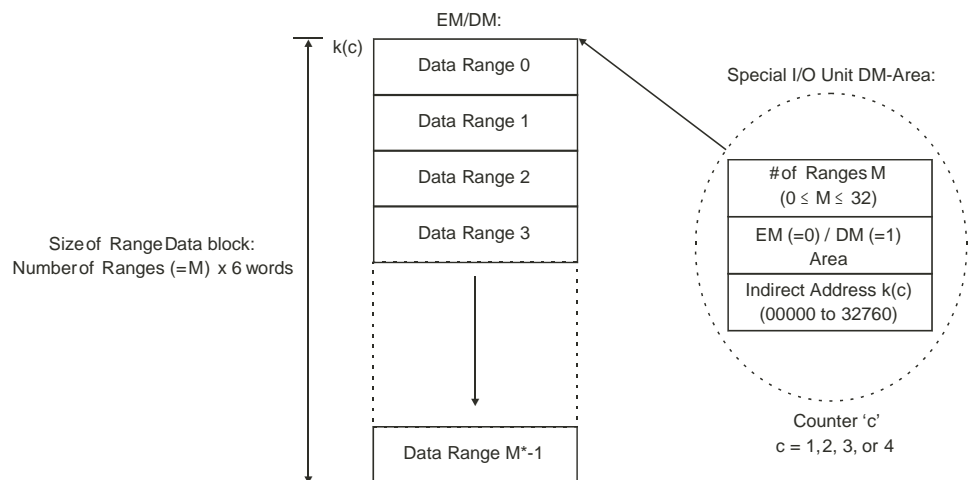 EM/DM:
k(c)
Data Range 0
Data Range 1
Data Range 2
Data Range 3
Data Range M*-1
Size of Range Data block:
Number of Ranges (=M) x 6 words
Special I/O Unit DM-Area:
# of Ranges M
(0 ≤ M ≤ 32)
EM (=0) / DM (=1)
Area
Indirect Address k(c)
(00000 to 32760)
Counter ‘c’
c = 1,2, 3, or 4